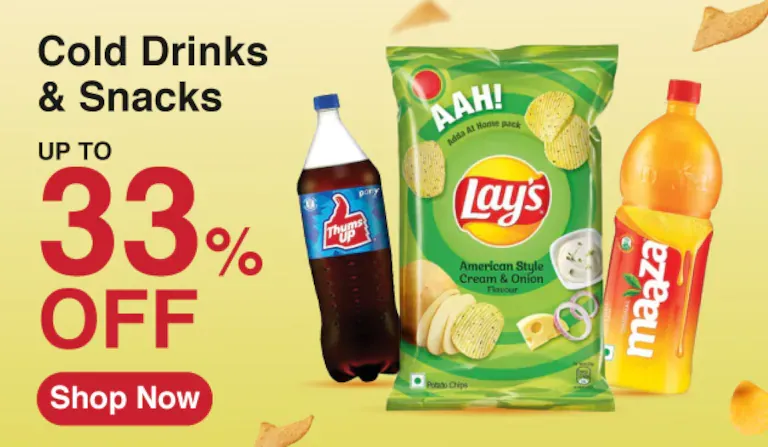 Cold Drinks
& Snacks
UP TO
33%
OFF
Shop Now
Thums
UP
AAH!
Adda At Home pack
Lay's
American Style
Cream & Onion
Flavour
Potato Chips
maaza